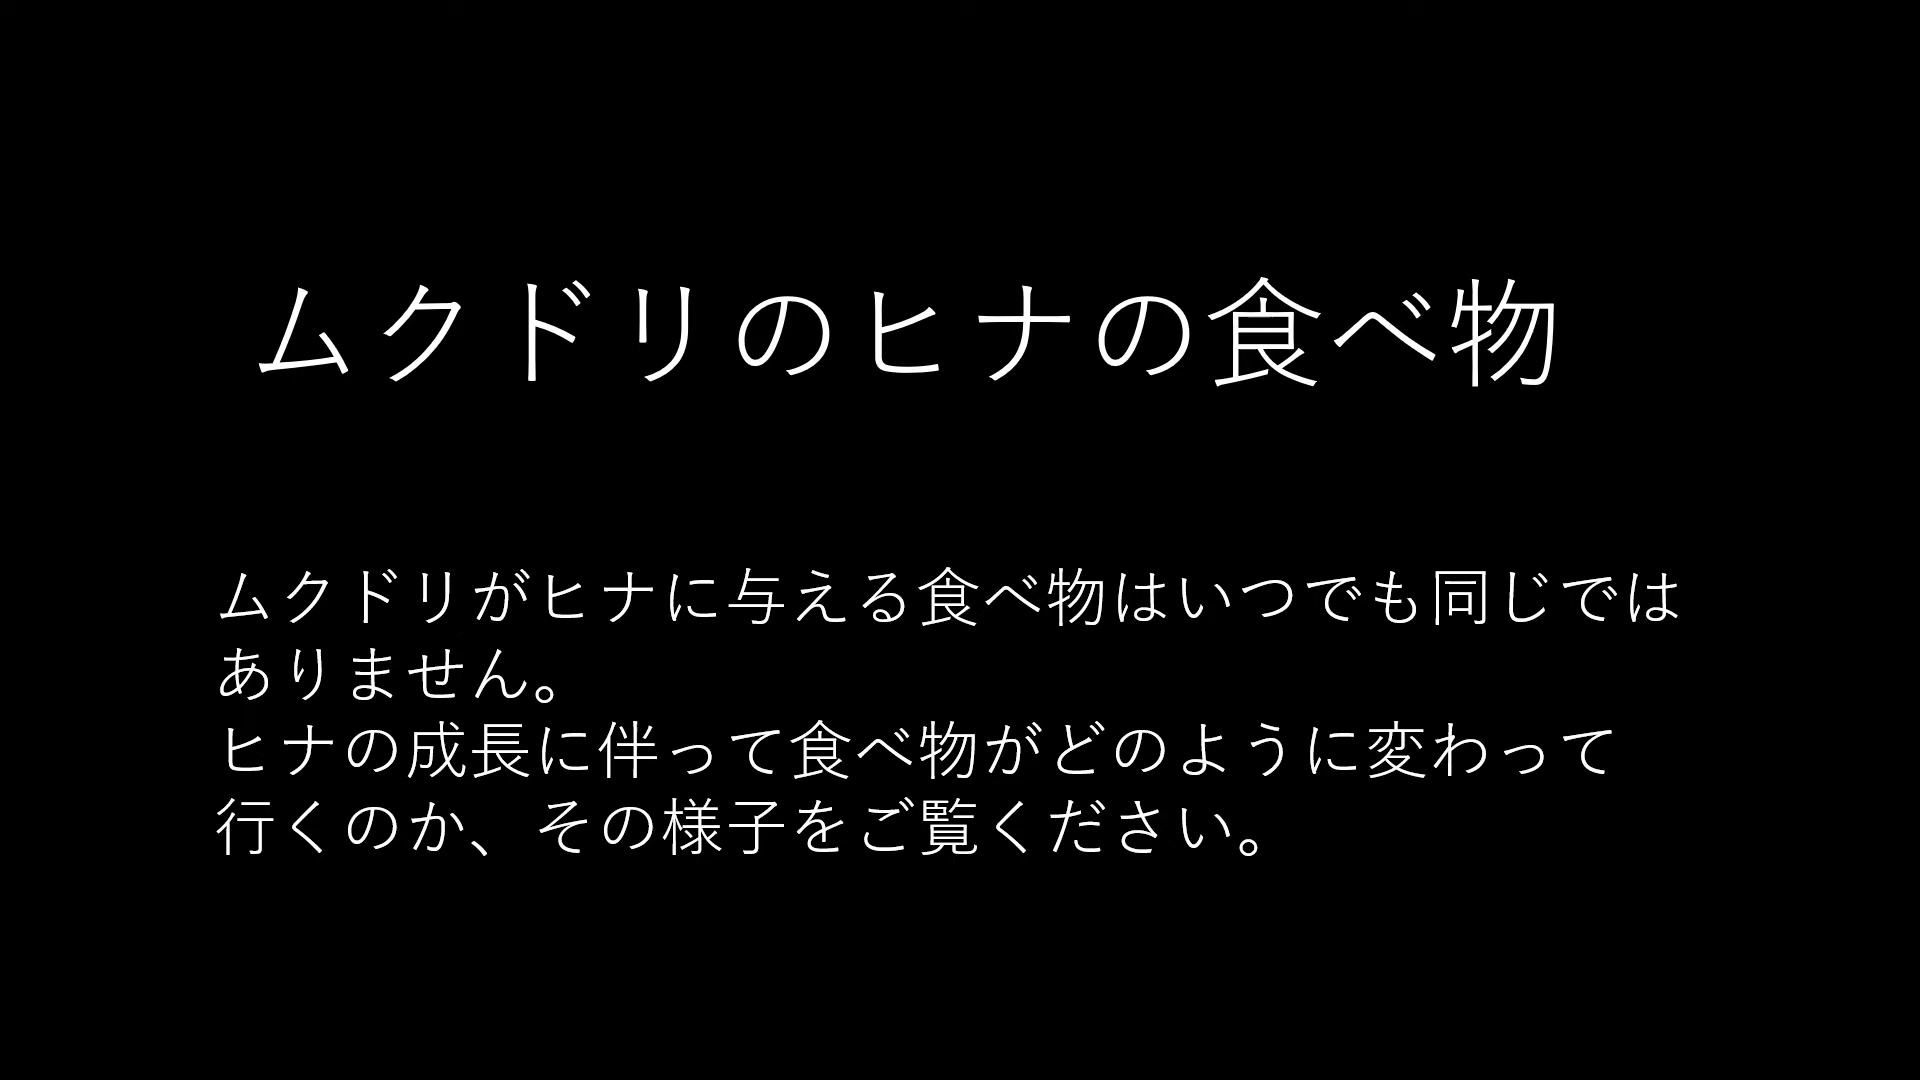 ムクドリのヒナの食べ物
ムクドリがヒナに与える食べ物はいつでも同じでは
ありません。
ヒナの成長に伴って食べ物がどのように変わって
行くのか、その様子をご覧ください。